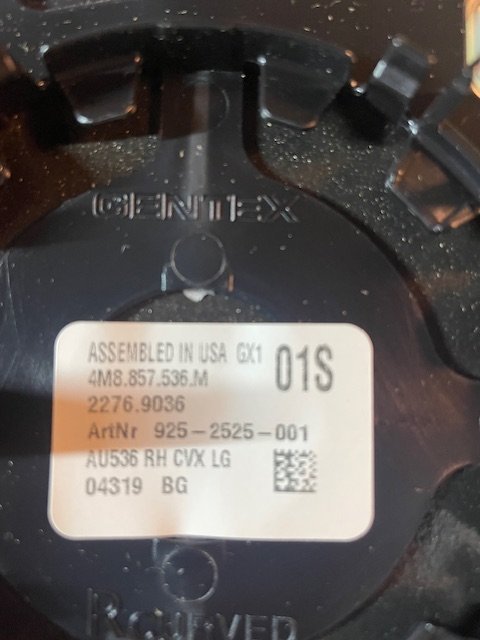 GENTEX
ASSEMBLED IN USA GX1
01S
4M8.857.536.M
2276.9036
ArtNr 925-2525-001
AU536 RH CVX LG
04319 BG